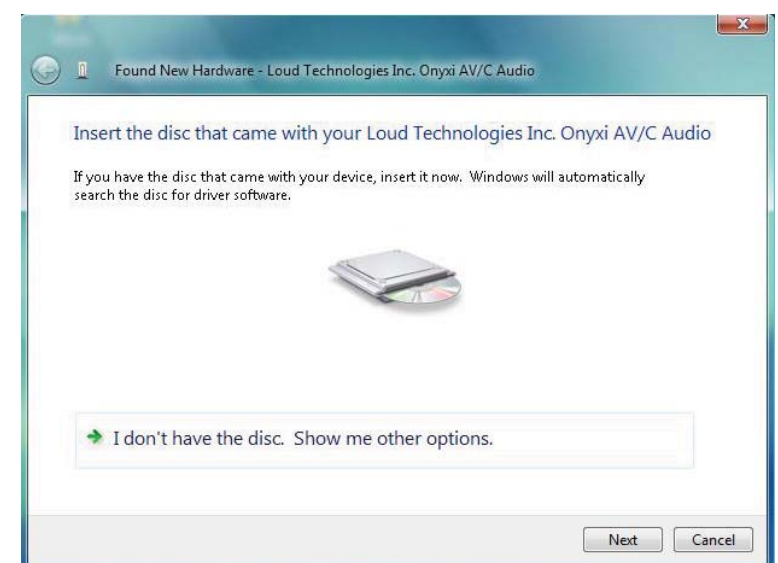 Found New Hardware - Loud Technologies Inc. Onyxi AV/C Audio
Insert the disc that came with your Loud Technologies Inc. Onyxi AV/C Audio
If you have the disc that came with your device, insert it now.  Windows will automatically
search the disc for driver software.
I don't have the disc.  Show me other options.
Next Cancel